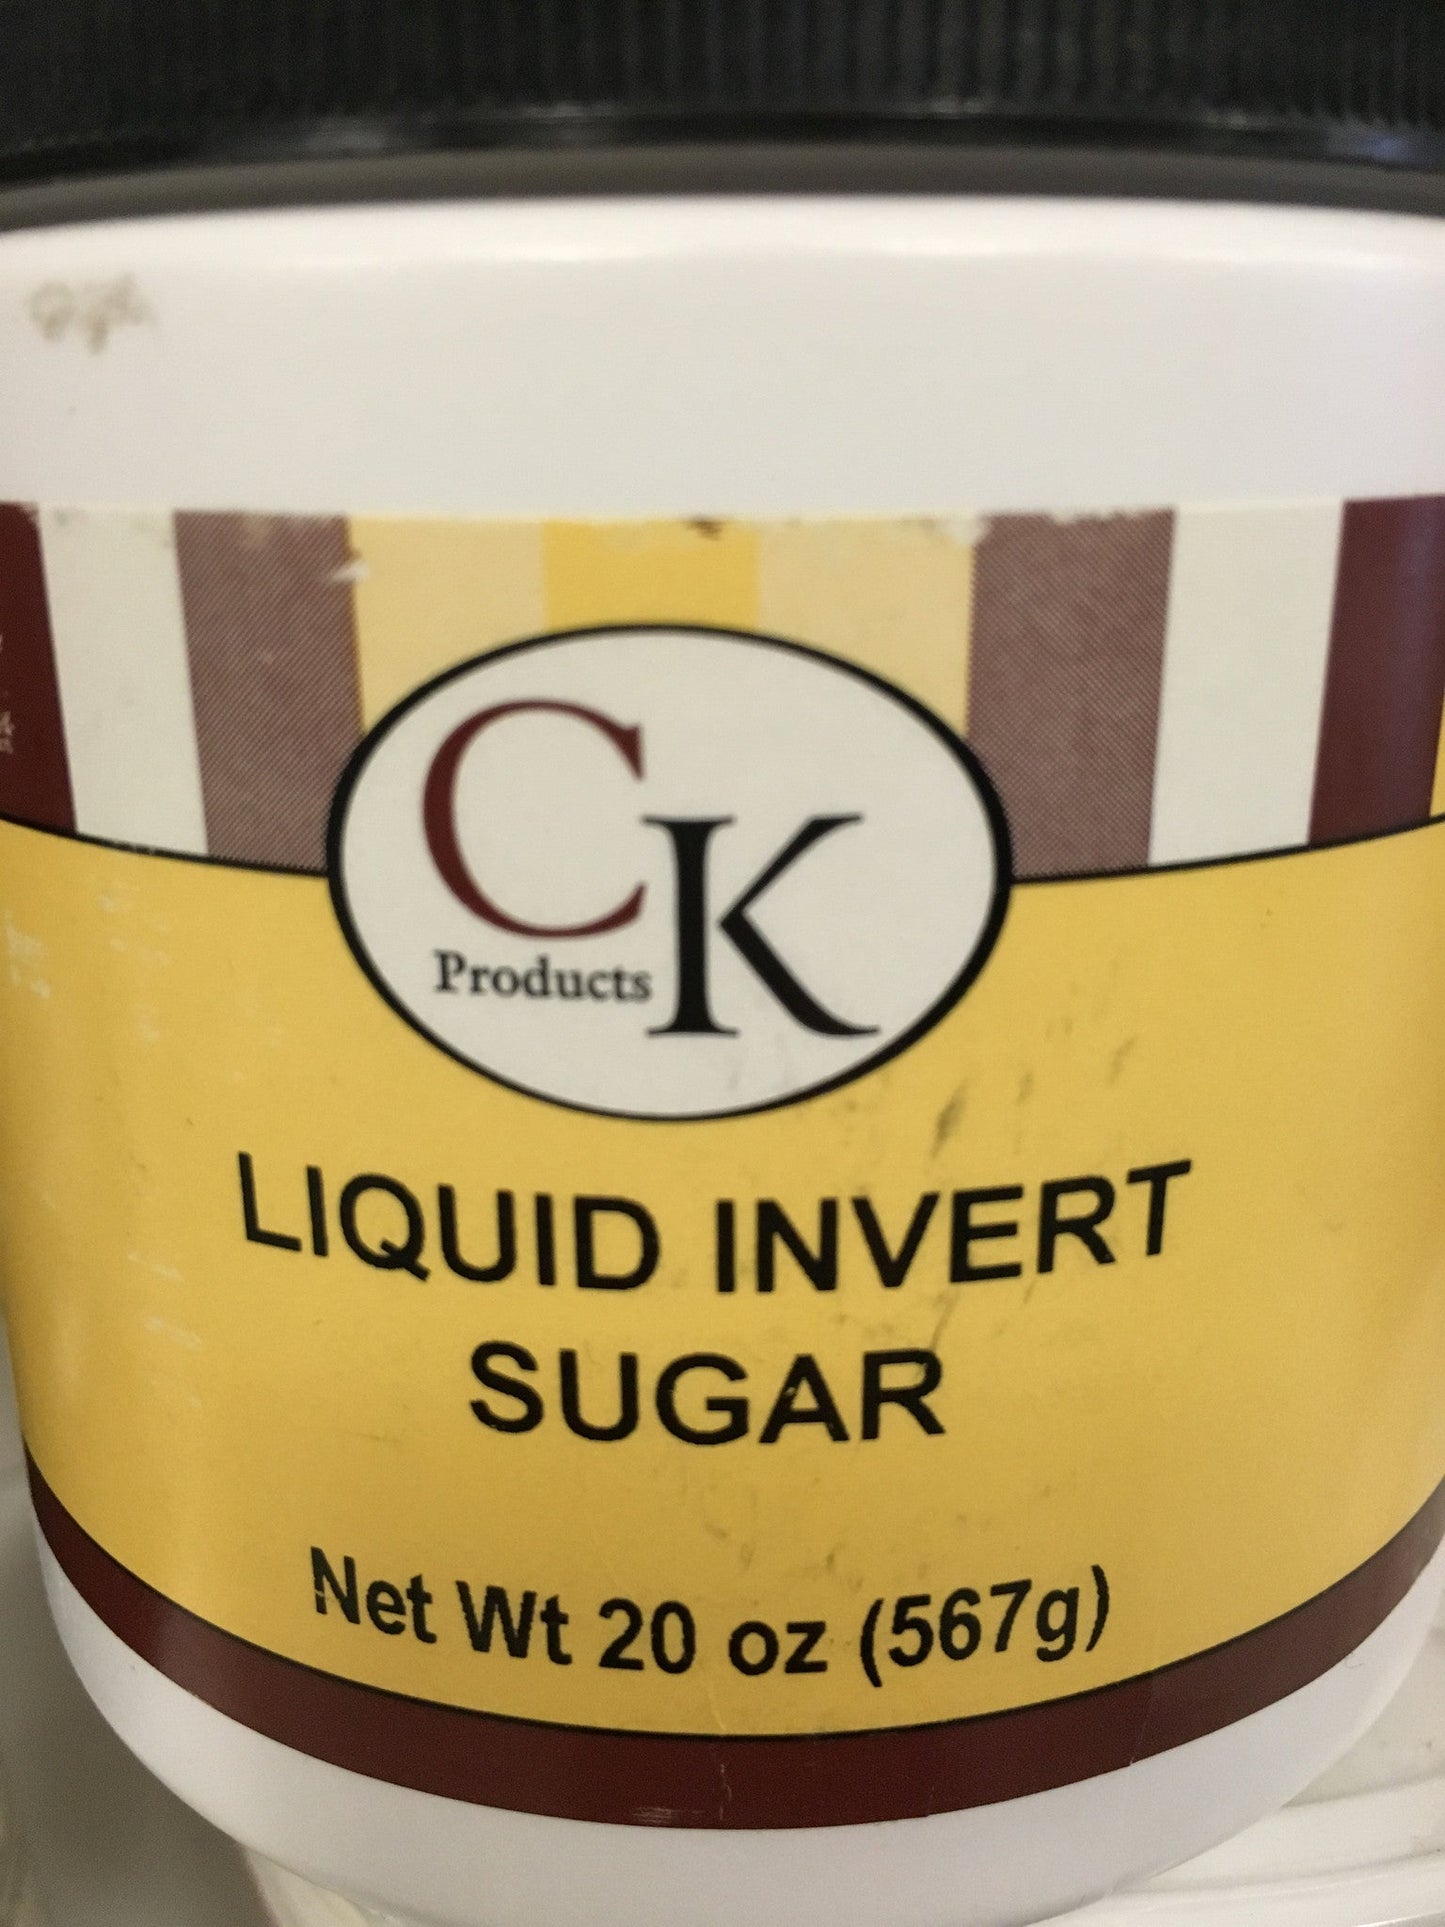 CK
Products
LIQUID INVERT
SUGAR
Net Wt 20 oz (567g)